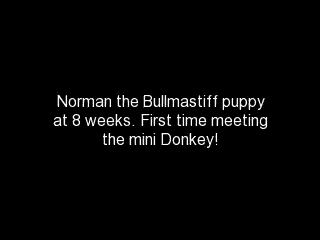 Norman the Bullmastiff puppy
at 8 weeks. First time meeting
the mini Donkey!